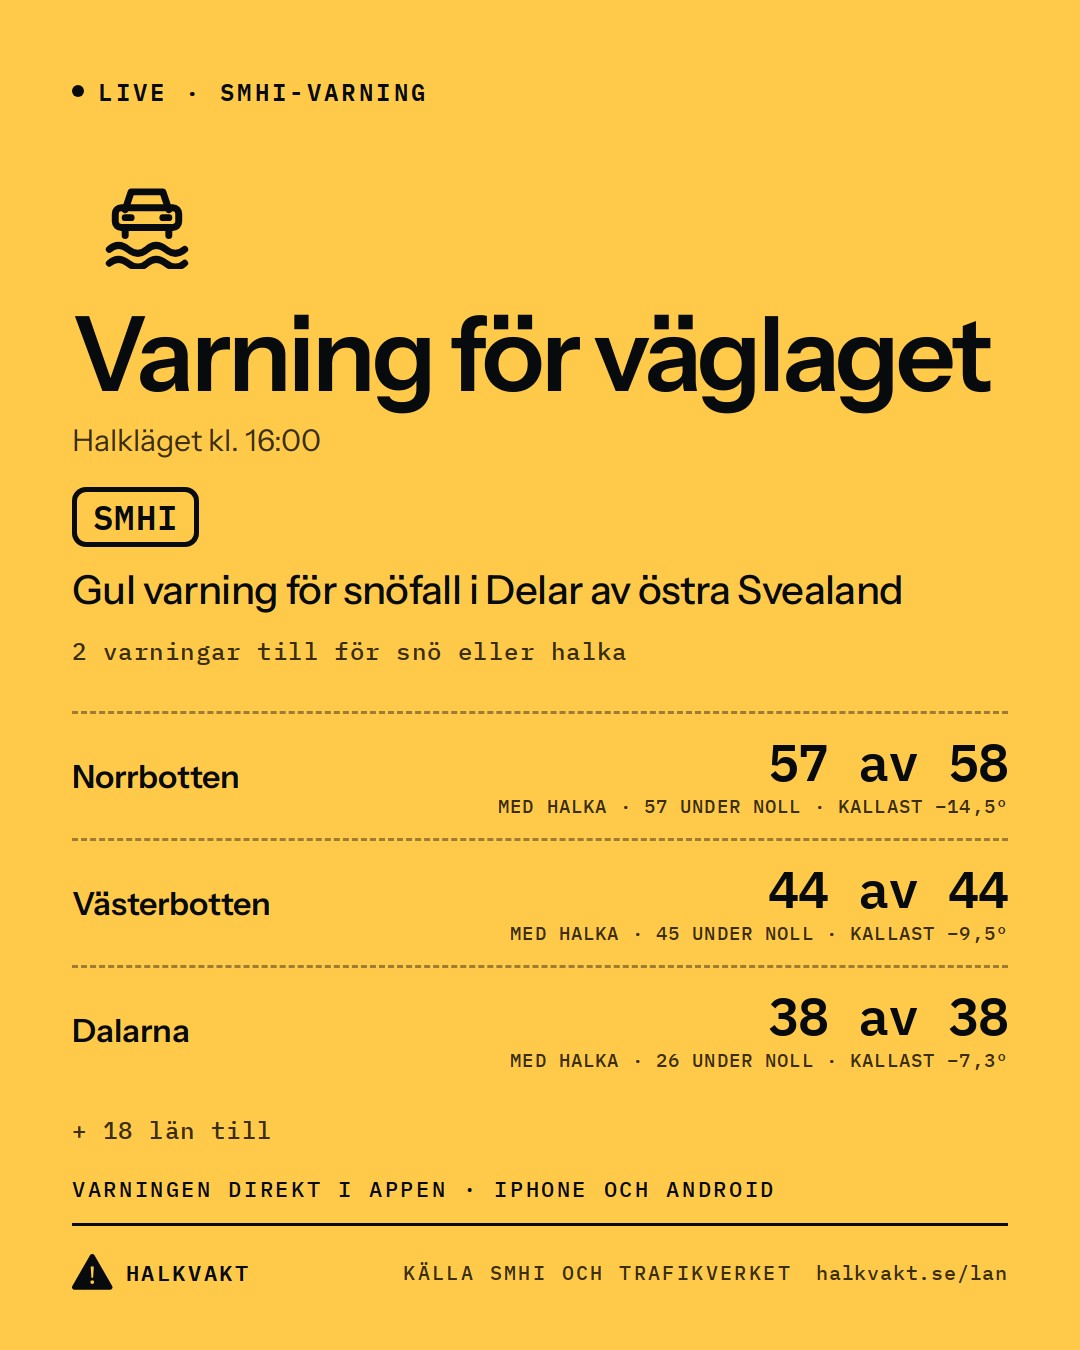 LIVE · SMHI-VARNING
Varning för väglaget
Halkläget kl. 16:00
SMHI
Gul varning för snöfall i Delar av östra Svealand
2 varningar till för snö eller halka
Norrbotten
57 av 58
MED HALKA · 57 UNDER NOLL · KALLAST −14,5°
Västerbotten
44 av 44
MED HALKA · 45 UNDER NOLL · KALLAST −9,5°
Dalarna
38 av 38
MED HALKA · 26 UNDER NOLL · KALLAST −7,3°
+ 18 län till
VARNINGEN DIREKT I APPEN · IPHONE OCH ANDROID
HALKVAKT
KÄLLA SMHI OCH TRAFIKVERKET halkvakt.se/lan